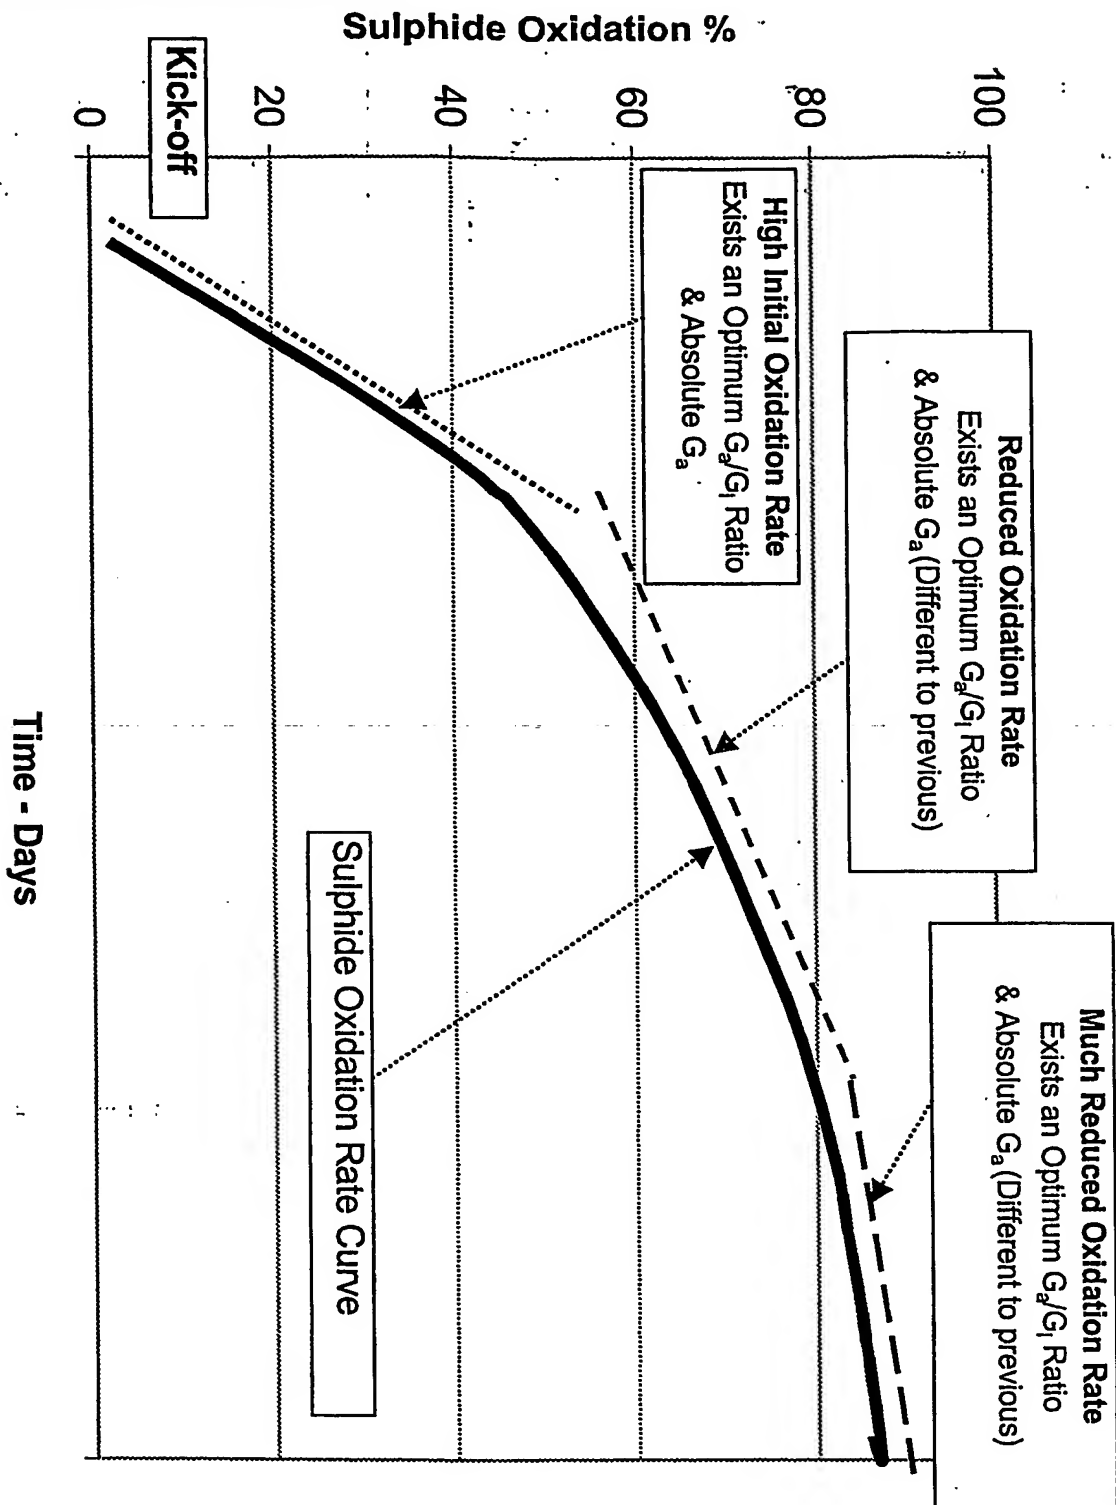 Sulphide Oxidation %
100
80
60
40
20
0
Kick-off
High Initial Oxidation Rate
Exists an Optimum Gₐ/Gₗ Ratio
& Absolute Gₐ
Reduced Oxidation Rate
Exists an Optimum Gₐ/Gₗ Ratio
& Absolute Gₐ (Different to previous)
Much Reduced Oxidation Rate
Exists an Optimum Gₐ/Gₗ Ratio
& Absolute Gₐ (Different to previous)
Sulphide Oxidation Rate Curve
Time - Days